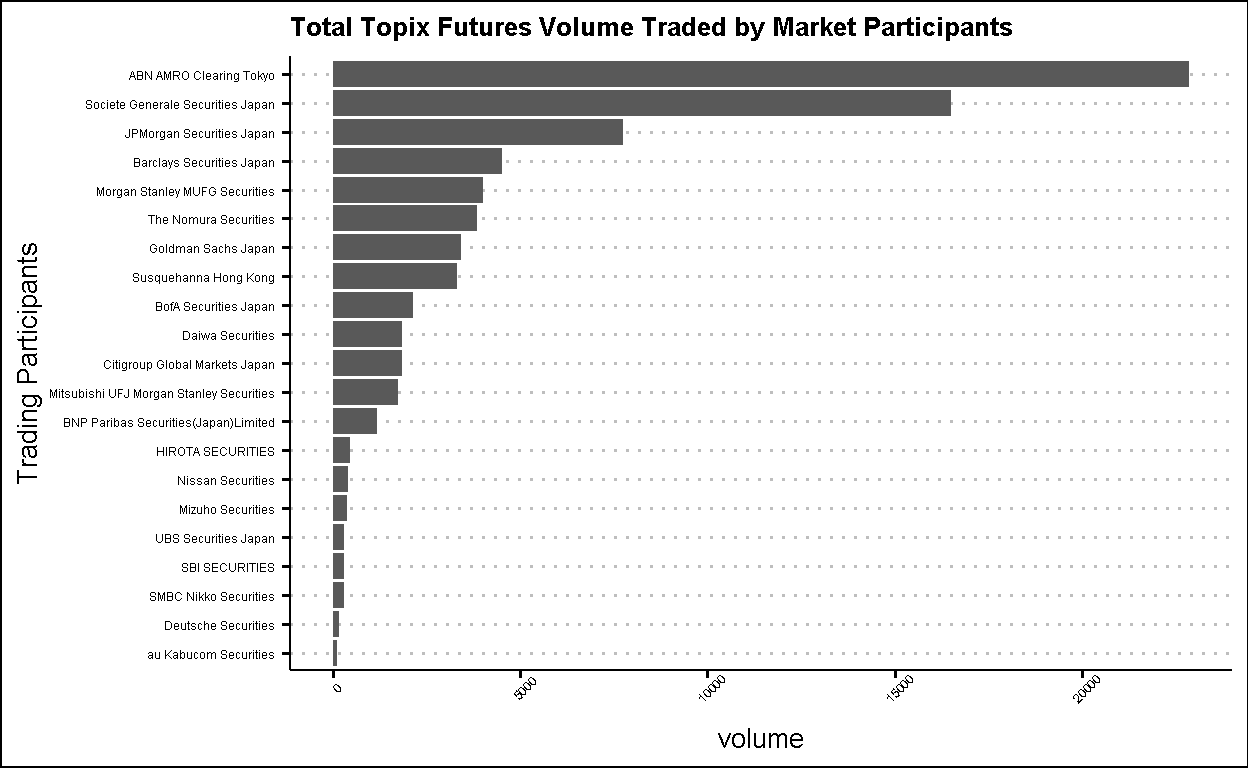 Total Topix Futures Volume Traded by Market Participants
Trading Participants
ABN AMRO Clearing Tokyo
Societe Generale Securities Japan
JPMorgan Securities Japan
Barclays Securities Japan
Morgan Stanley MUFG Securities
The Nomura Securities
Goldman Sachs Japan
Susquehanna Hong Kong
BofA Securities Japan
Daiwa Securities
Citigroup Global Markets Japan
Mitsubishi UFJ Morgan Stanley Securities
BNP Paribas Securities(Japan)Limited
HIROTA SECURITIES
Nissan Securities
Mizuho Securities
UBS Securities Japan
SBI SECURITIES
SMBC Nikko Securities
Deutsche Securities
au Kabucom Securities
0 5000 10000 15000 20000
volume